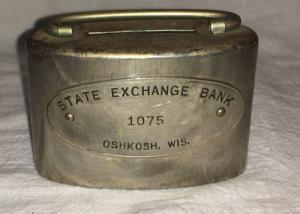 STATE EXCHANGE BANK
1075
OSHKOSH, WIS.